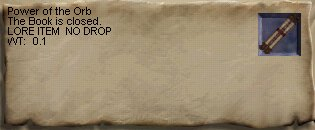 Power of the Orb
The Book is closed.
LORE ITEM  NO DROP
WT:  0.1